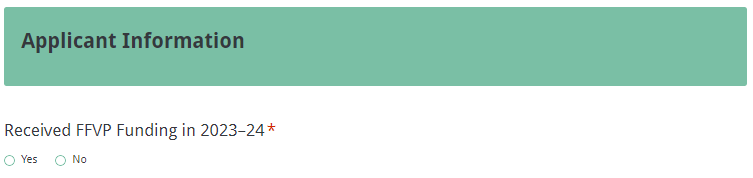 Applicant Information
Received FFVP Funding in 2023–24*
Yes No